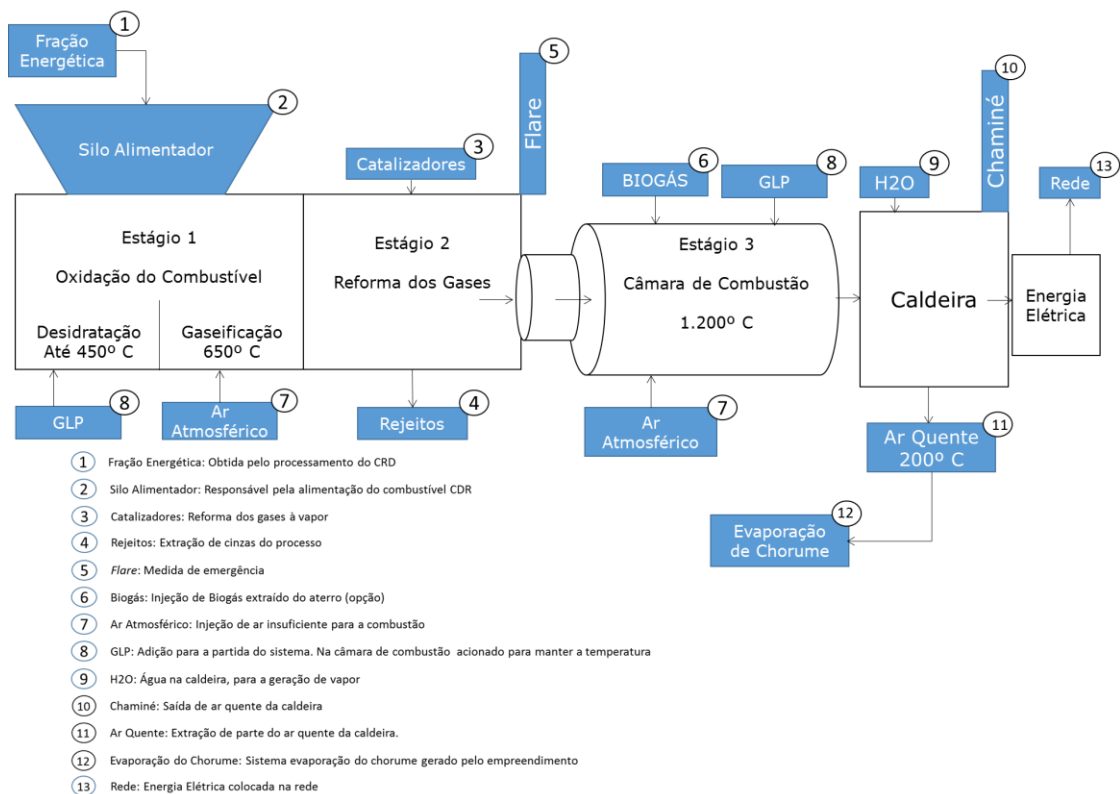 1
Fração
Energética
2
Silo Alimentador
Catalizadores
3
Flare
5
BIOGÁS
6
GLP
8
H2O
9
Chaminé
10
Rede
13
Estágio 1
Oxidação do Combustível
Desidratação
Até 450º C
Gaseificação
650º C
Estágio 2
Reforma dos Gases
Estágio 3
Câmara de Combustão
1.200º C
Caldeira
Energia
Elétrica
GLP
8
Ar
Atmosférico
7
Rejeitos
4
Ar
Atmosférico
7
Ar Quente
200º C
11
Evaporação
de Chorume
12
1 Fração Energética: Obtida pelo processamento do CRD
2 Silo Alimentador: Responsável pela alimentação do combustível CDR
3 Catalizadores: Reforma dos gases à vapor
4 Rejeitos: Extração de cinzas do processo
5 Flare: Medida de emergência
6 Biogás: Injeção de Biogás extraído do aterro (opção)
7 Ar Atmosférico: Injeção de ar insuficiente para a combustão
8 GLP: Adição para a partida do sistema. Na câmara de combustão acionado para manter a temperatura
9 H2O: Água na caldeira, para a geração de vapor
10 Chaminé: Saída de ar quente da caldeira
11 Ar Quente: Extração de parte do ar quente da caldeira.
12 Evaporação do Chorume: Sistema evaporação do chorume gerado pelo empreendimento
13 Rede: Energia Elétrica colocada na rede